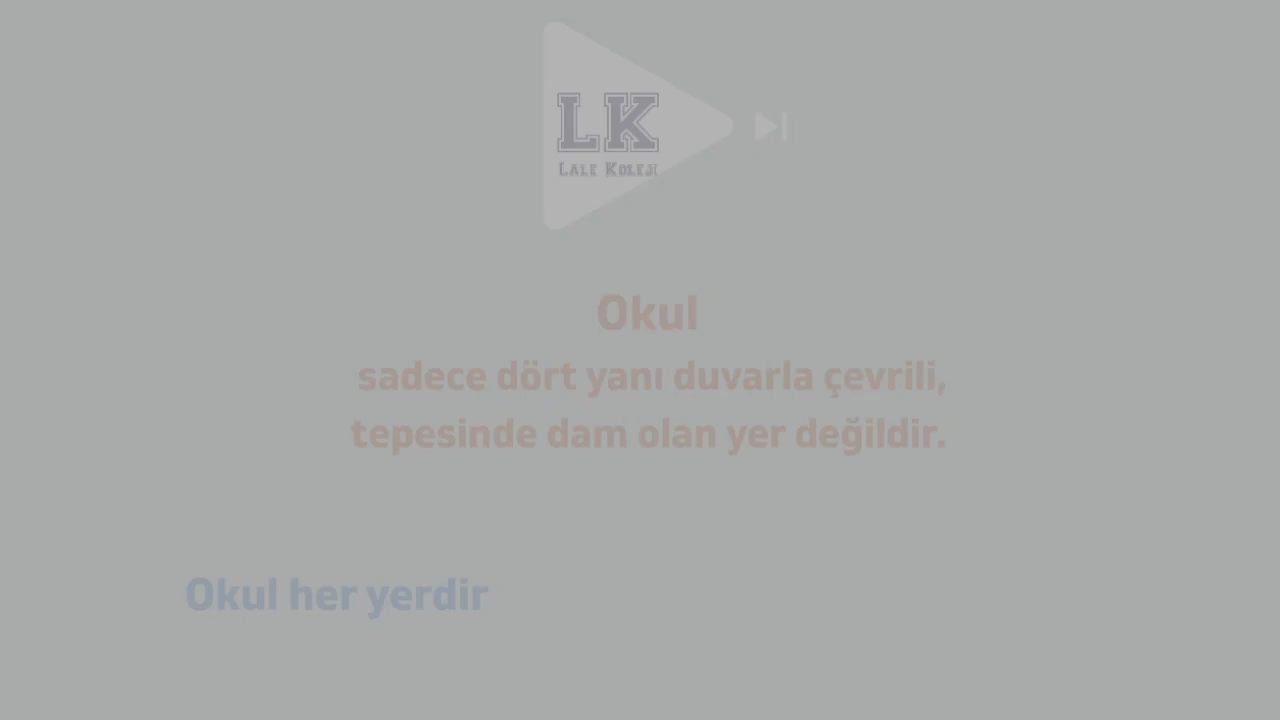 LK
LALE KOLEJİ
Okul
sadece dört yanı duvarla çevrili,
tepesinde dam olan yer değildir.
Okul her yerdir